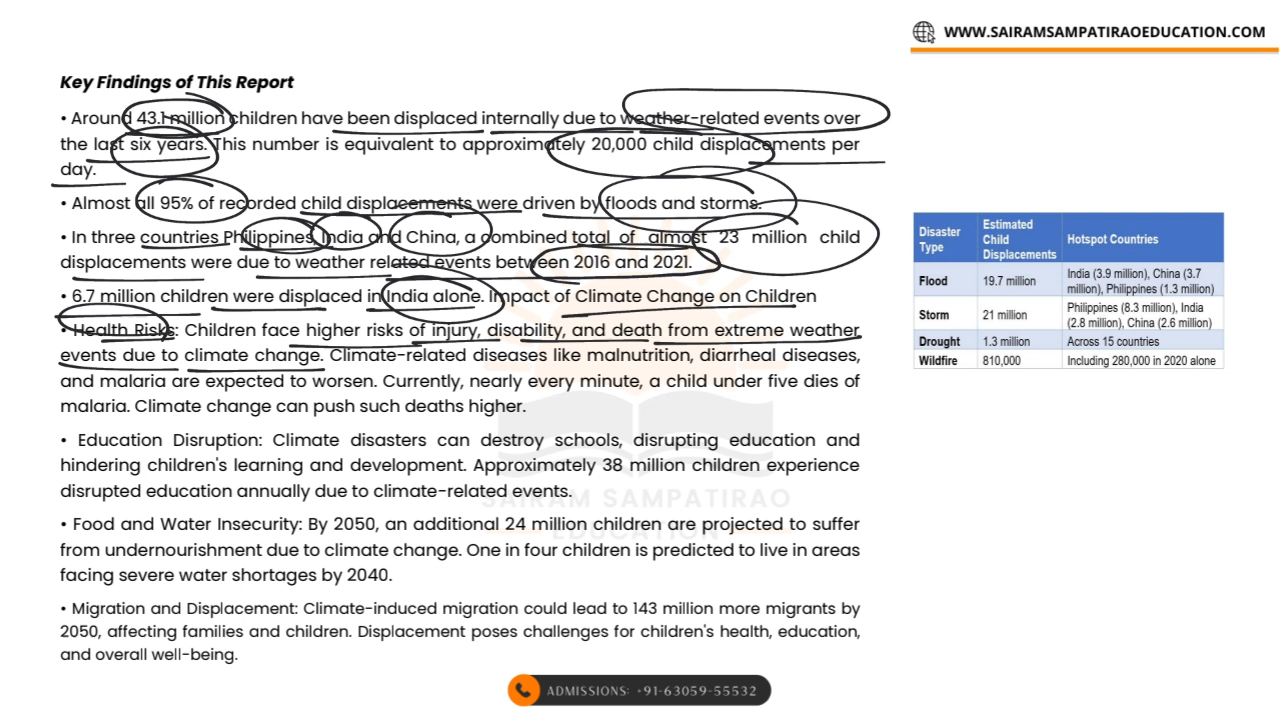 WWW.SAIRAMSAMPATIRAOEDUCATION.COM
Key Findings of This Report
• Around 43.1 million children have been displaced internally due to weather-related events over
the last six years. This number is equivalent to approximately 20,000 child displacements per
day.
• Almost all 95% of recorded child displacements were driven by floods and storms.
• In three countries Philippines, India and China, a combined total of almost 23 million child
displacements were due to weather related events between 2016 and 2021.
• 6.7 million children were displaced in India alone. Impact of Climate Change on Children
• Health Risks: Children face higher risks of injury, disability, and death from extreme weather
events due to climate change. Climate-related diseases like malnutrition, diarrheal diseases,
and malaria are expected to worsen. Currently, nearly every minute, a child under five dies of
malaria. Climate change can push such deaths higher.
• Education Disruption: Climate disasters can destroy schools, disrupting education and
hindering children's learning and development. Approximately 38 million children experience
disrupted education annually due to climate-related events.
• Food and Water Insecurity: By 2050, an additional 24 million children are projected to suffer
from undernourishment due to climate change. One in four children is predicted to live in areas
facing severe water shortages by 2040.
• Migration and Displacement: Climate-induced migration could lead to 143 million more migrants by
2050, affecting families and children. Displacement poses challenges for children's health, education,
and overall well-being.
SAIRAM SAMPATIRAO
EDUCATION
Disaster Type Estimated Child Displacements Hotspot Countries
Flood 19.7 million India (3.9 million), China (3.7
million), Philippines (1.3 million)
Storm 21 million Philippines (8.3 million), India
(2.8 million), China (2.6 million)
Drought 1.3 million Across 15 countries
Wildfire 810,000 Including 280,000 in 2020 alone
ADMISSIONS: +91-63059-55532